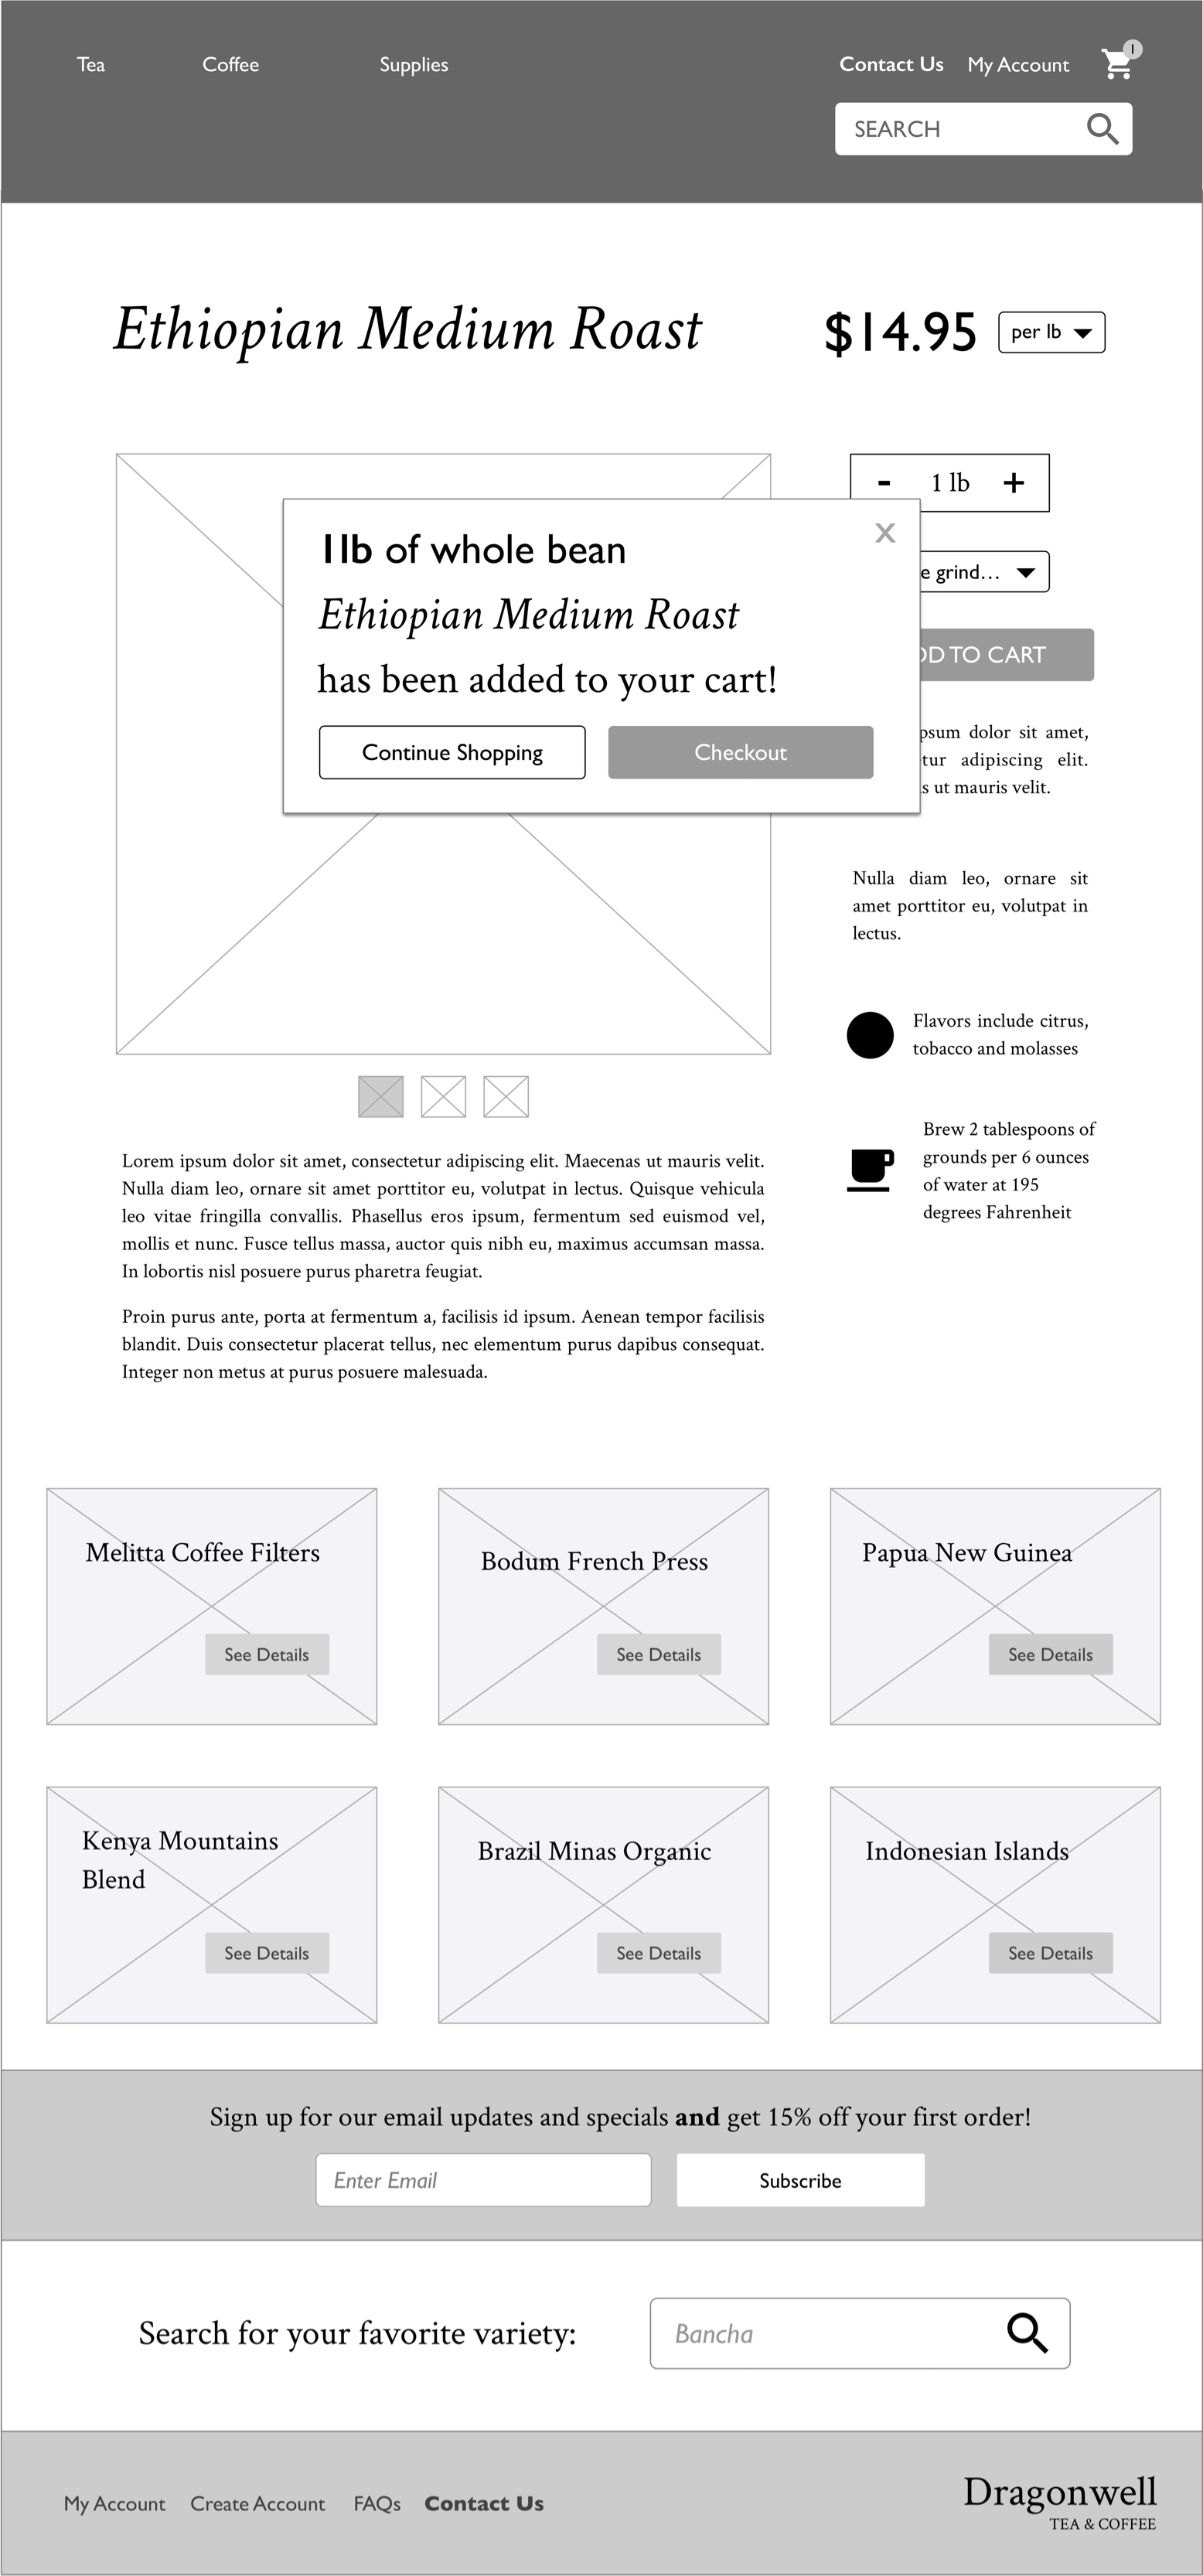 Tea
Coffee
Supplies
Contact Us
My Account
1
SEARCH
Ethiopian Medium Roast
$14.95
per lb
- 1 lb +
1 lb of whole bean
X
Ethiopian Medium Roast
has been added to your cart!
Continue Shopping
Checkout
grind...
TO CART
dolor sit amet,
adipiscing elit.
ut mauris velit.
Nulla diam leo, ornare sit
amet porttitor eu, volutpat in
lectus.
Flavors include citrus,
tobacco and molasses
Brew 2 tablespoons of
grounds per 6 ounces
of water at 195
degrees Fahrenheit
Lorem ipsum dolor sit amet, consectetur adipiscing elit. Maecenas ut mauris velit.
Nulla diam leo, ornare sit amet porttitor eu, volutpat in lectus. Quisque vehicula
leo vitae fringilla convallis. Phasellus eros ipsum, fermentum sed euismod vel,
mollis et nunc. Fusce tellus massa, auctor quis nibh eu, maximus accumsan massa.
In lobortis nisl posuere purus pharetra feugiat.
Proin purus ante, porta at fermentum a, facilisis id ipsum. Aenean tempor facilisis
blandit. Duis consectetur placerat tellus, nec elementum purus dapibus consequat.
Integer non metus at purus posuere malesuada.
Melitta Coffee Filters
See Details
Bodum French Press
See Details
Papua New Guinea
See Details
Kenya Mountains
Blend
See Details
Brazil Minas Organic
See Details
Indonesian Islands
See Details
Sign up for our email updates and specials and get 15% off your first order!
Enter Email
Subscribe
Search for your favorite variety:
Bancha
My Account
Create Account
FAQs
Contact Us
Dragonwell
TEA & COFFEE